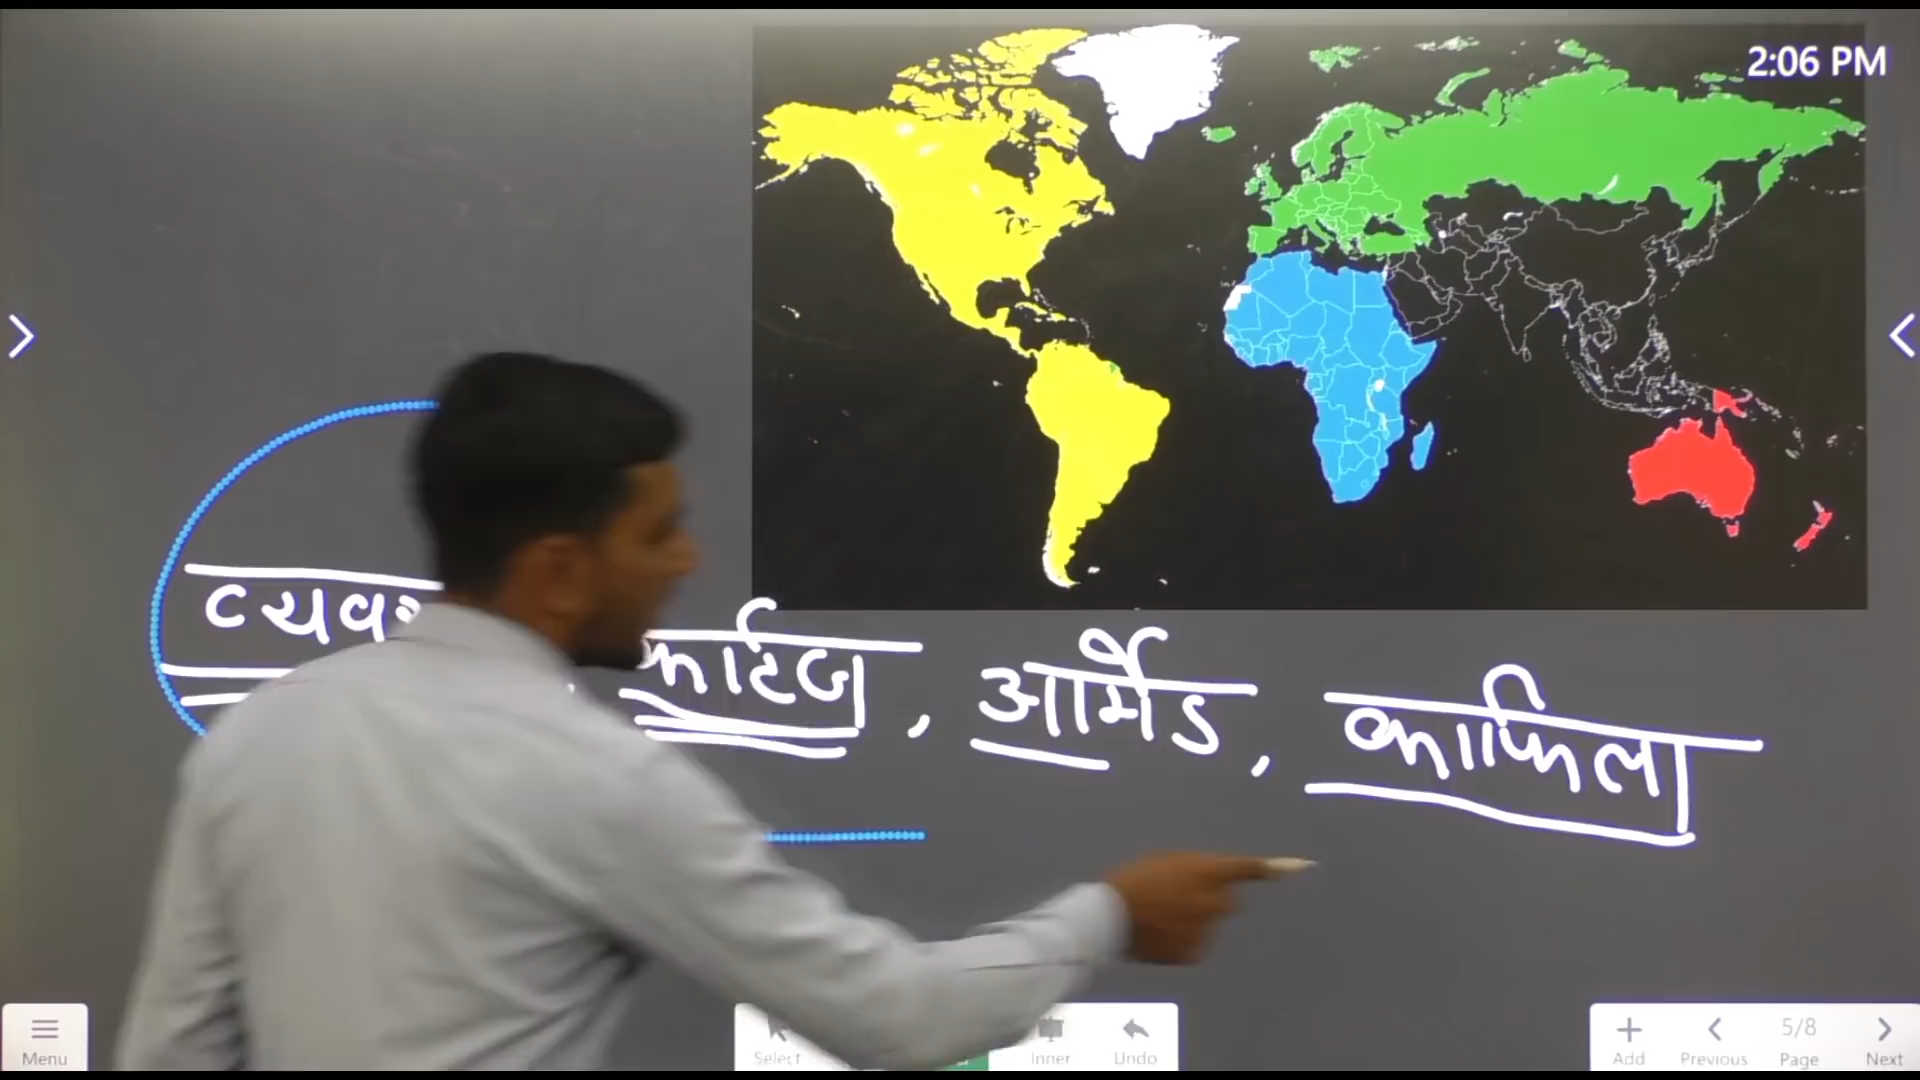 2:06 PM
कार्टिज, आर्मेड, काफिला
Menu
Select Inner Undo
Add Previous 5/8 Page Next